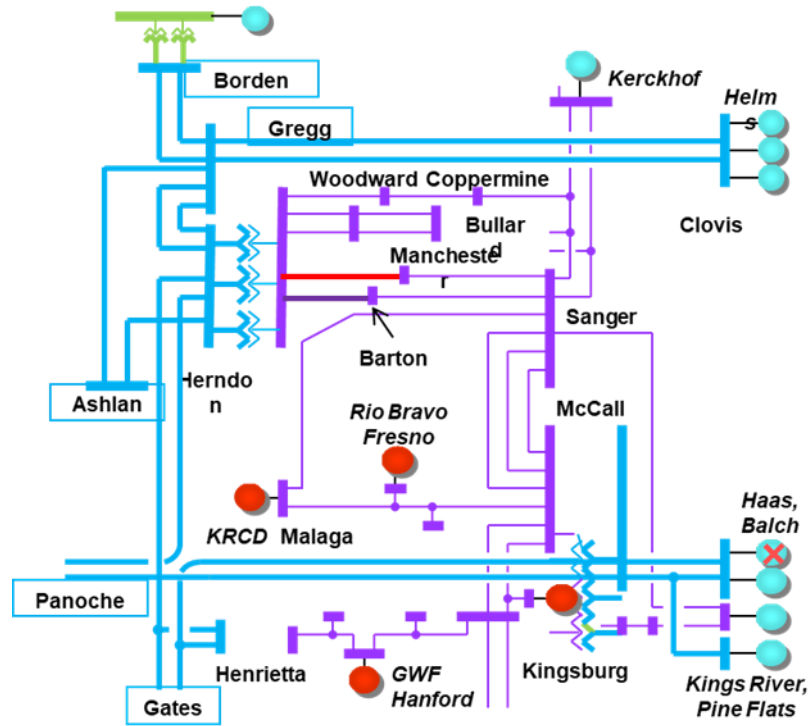 Borden
Kerckhof
Helm
s
Gregg
Woodward Coppermine
Bullar
d
Clovis
Mancheste
r
Sanger
Barton
Herndo
n
Ashlan
McCall
Rio Bravo
Fresno
Haas,
Balch
KRCD Malaga
Panoche
Henrietta
GWF
Hanford
Kingsburg
Kings River,
Pine Flats
Gates